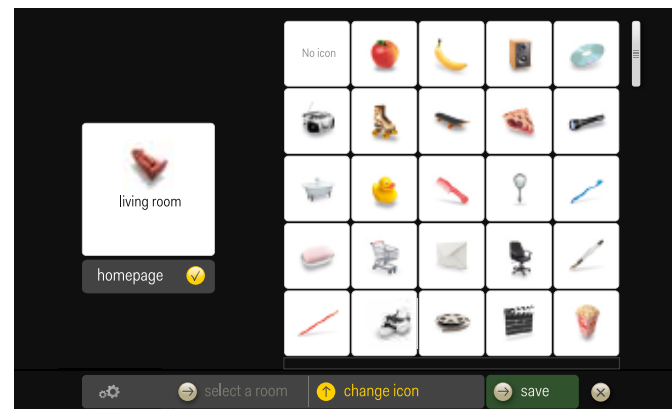 No icon
living room
homepage
select a room
change icon
save